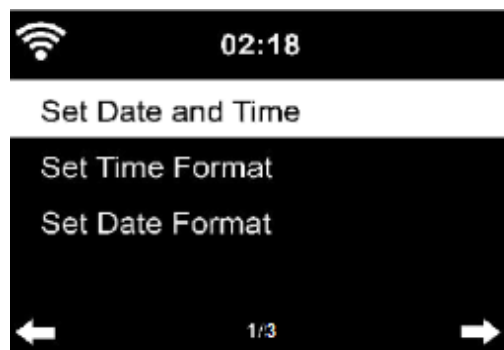 02:18
Set Date and Time
Set Time Format
Set Date Format
1/3